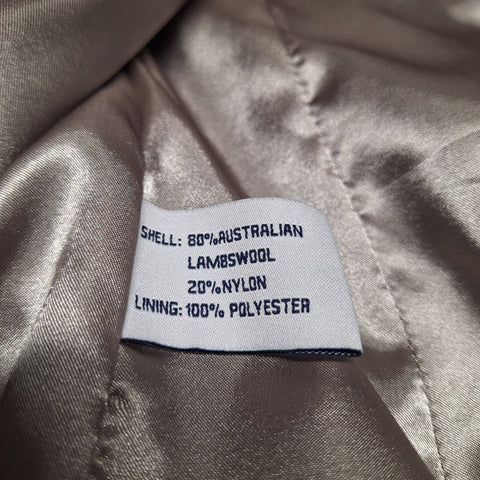 SHELL: 80%AUSTRALIAN
LAMBSWOOL
20%NYLON
LINING: 100% POLYESTER